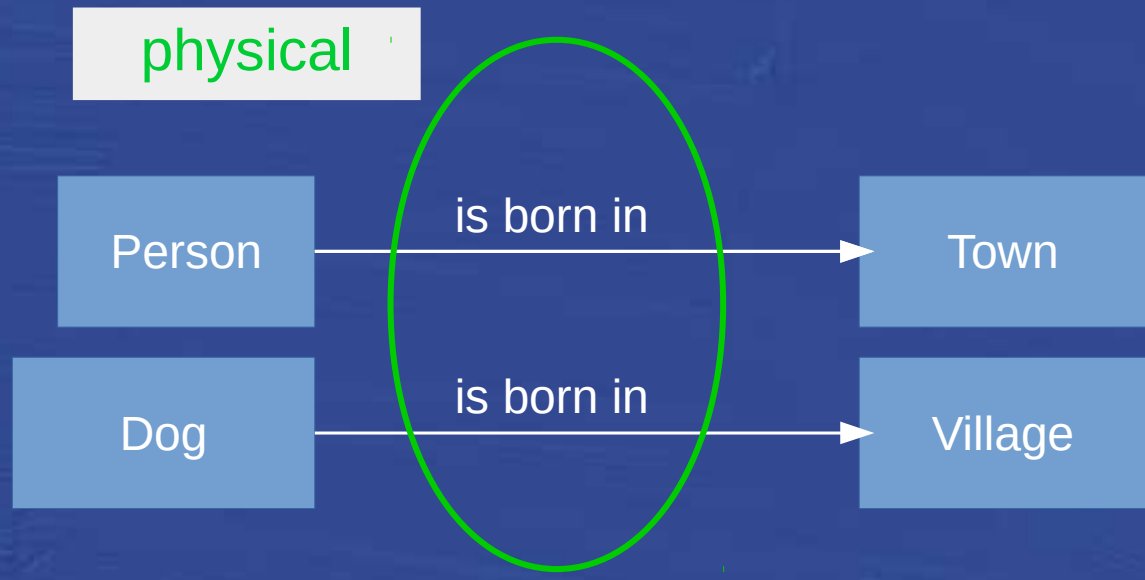 physical
is born in
Person
Town
is born in
Dog
Village